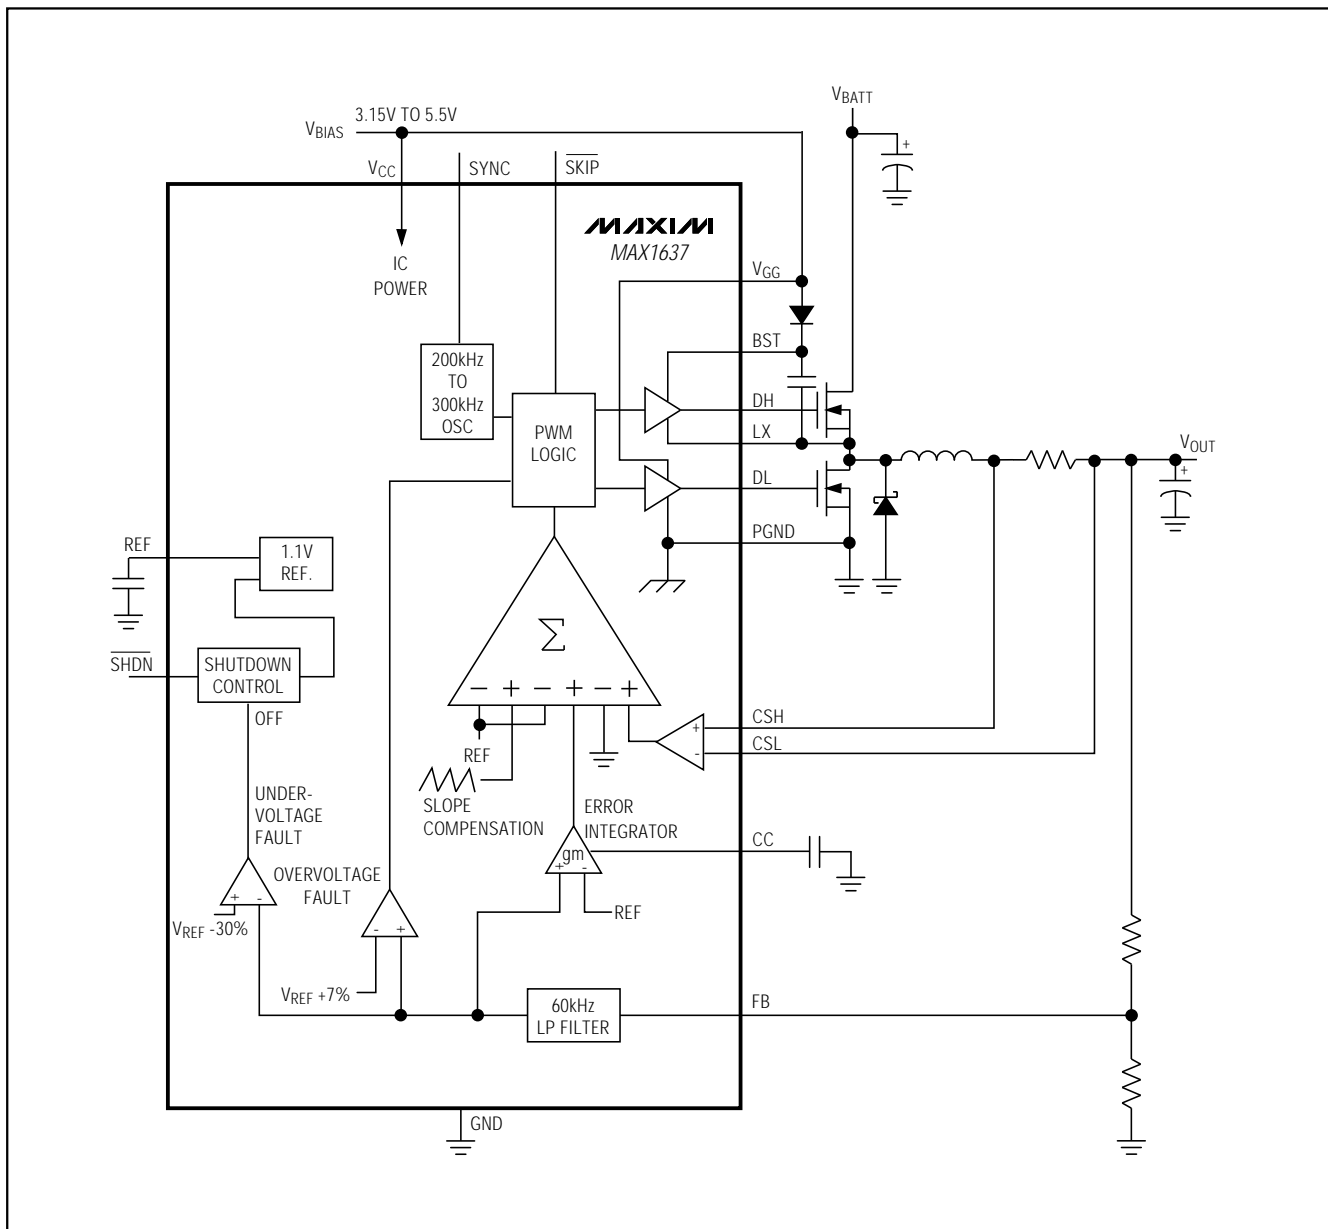 3.15V TO 5.5V
VBIAS
VBATT
+
VCC
SYNC
SKIP
MAXIM
MAX1637
IC
POWER
VGG
200kHz
TO
300kHz
OSC
BST
DH
LX
PWM
LOGIC
VOUT
+
DL
PGND
REF
1.1V
REF.
Σ
SHDN
SHUTDOWN
CONTROL
OFF
− + − + − +
CSH
+
CSL
-
REF
SLOPE
COMPENSATION
UNDER-
VOLTAGE
FAULT
ERROR
INTEGRATOR
CC
gm
+ -
OVERVOLTAGE
FAULT
+ -
REF
VREF -30%
- +
VREF +7%
60kHz
LP FILTER
FB
GND